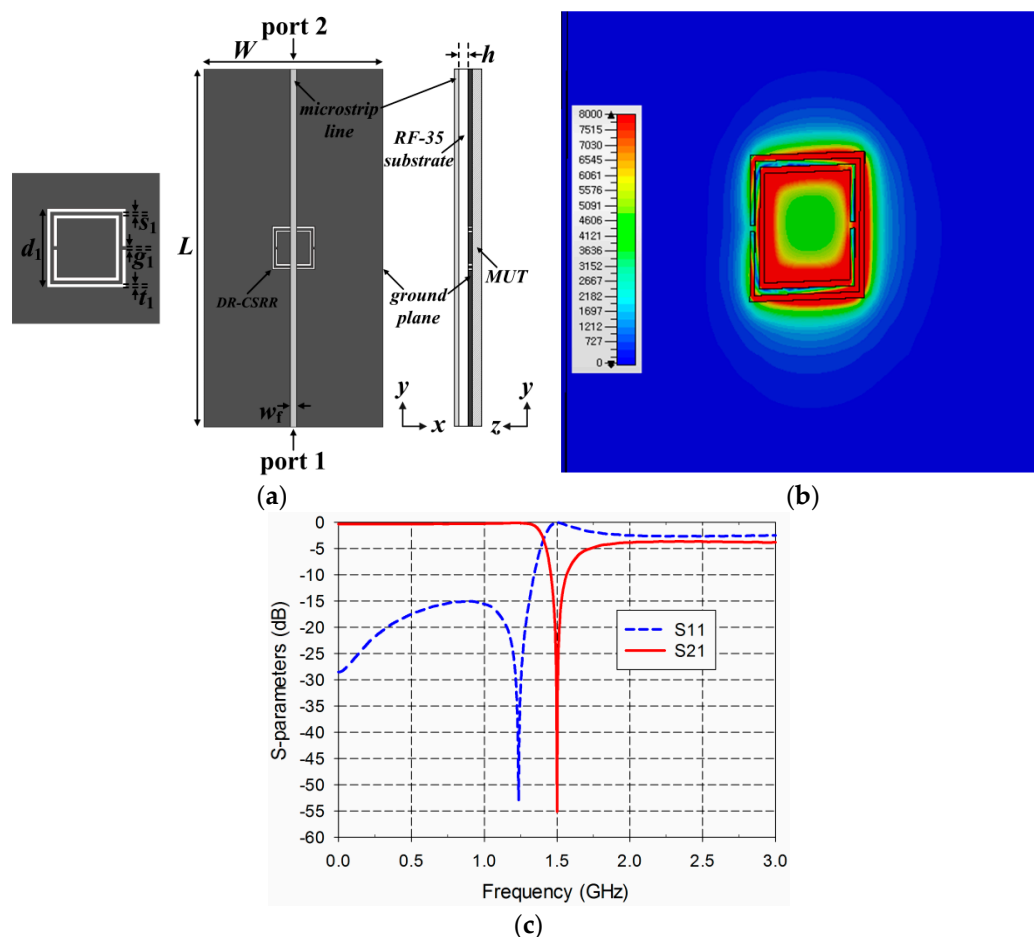 port 2
W
h
microstrip
line
RF-35
substrate
s1
d1
g1
t1
L
DR-CSRR
ground
plane
MUT
wf
y
x
y
z
port 1
(a)
8000
7515
7030
6545
6061
5576
5091
4606
4121
3636
3152
2667
2182
1697
1212
727
0
(b)
0
-5
-10
-15
-20
-25
-30
-35
-40
-45
-50
-55
-60
S-parameters (dB)
S11
S21
0.0 0.5 1.0 1.5 2.0 2.5 3.0
Frequency (GHz)
(c)